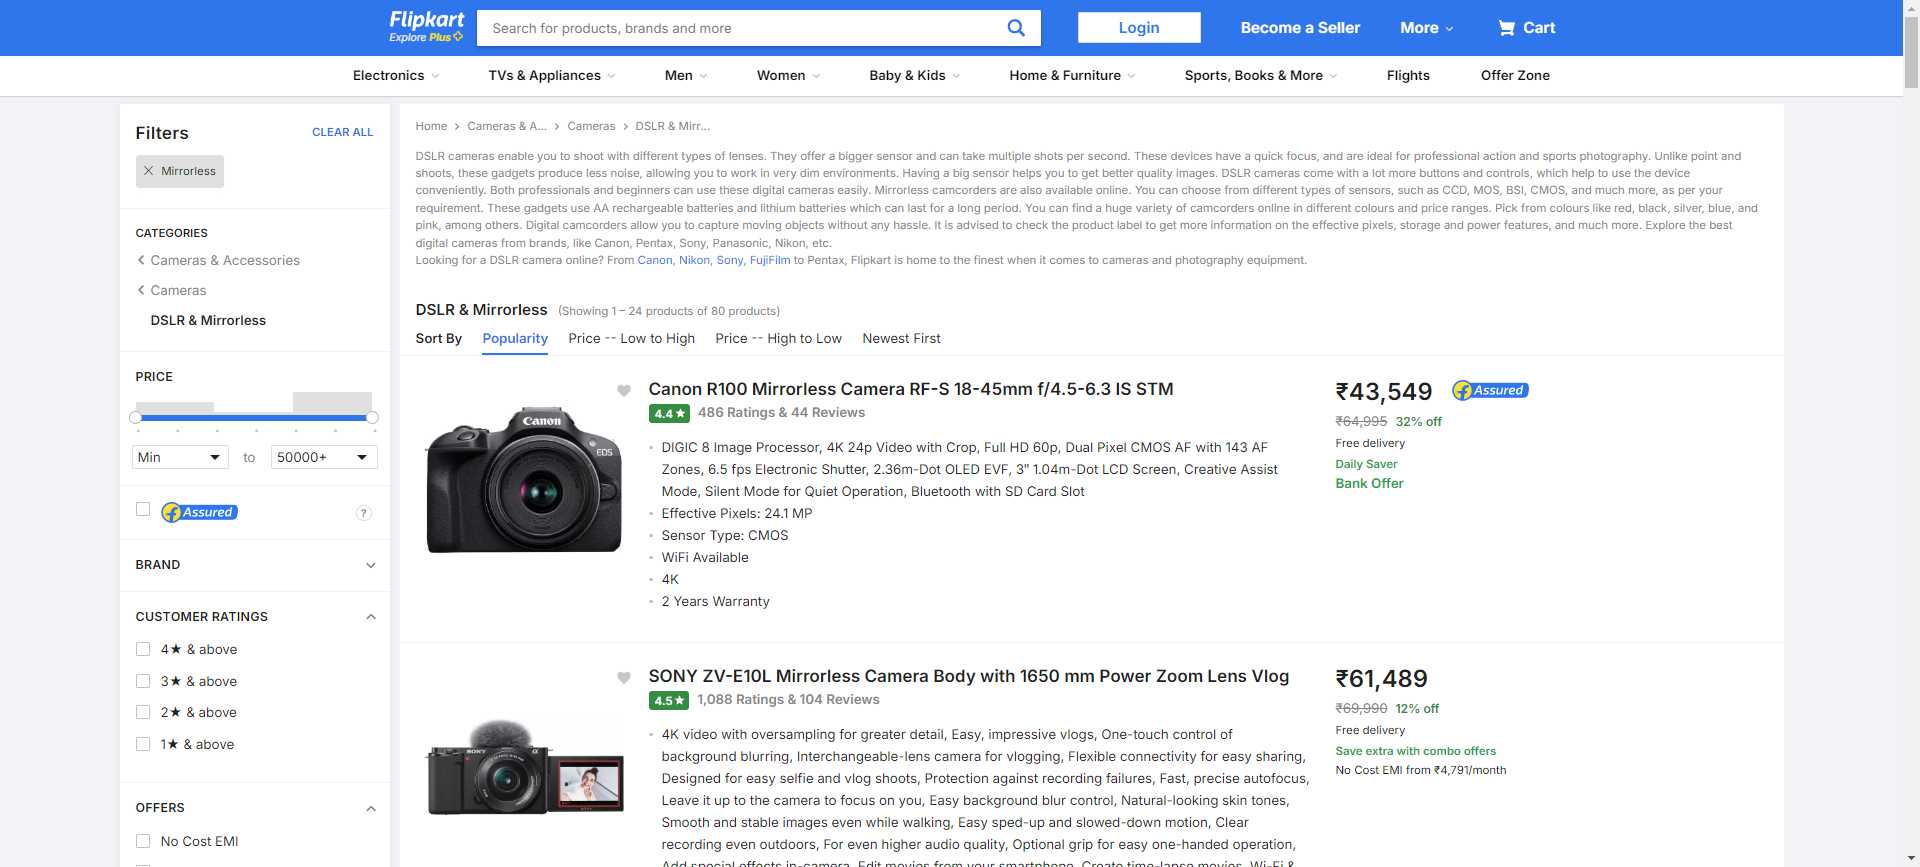 Flipkart
Explore Plus
Search for products, brands and more
Login
Become a Seller
More
Cart
Electronics
TVs & Appliances
Men
Women
Baby & Kids
Home & Furniture
Sports, Books & More
Flights
Offer Zone
Filters
CLEAR ALL
Mirrorless
CATEGORIES
Cameras & Accessories
Cameras
DSLR & Mirrorless
PRICE
Min
to
50000+
Assured
?
BRAND
CUSTOMER RATINGS
4★ & above
3★ & above
2★ & above
1★ & above
OFFERS
No Cost EMI
Home > Cameras & A... > Cameras > DSLR & Mirr...
DSLR cameras enable you to shoot with different types of lenses. They offer a bigger sensor and can take multiple shots per second. These devices have a quick focus, and are ideal for professional action and sports photography. Unlike point and
shoots, these gadgets produce less noise, allowing you to work in very dim environments. Having a big sensor helps you to get better quality images. DSLR cameras come with a lot more buttons and controls, which help to use the device
conveniently. Both professionals and beginners can use these digital cameras easily. Mirrorless camcorders are also available online. You can choose from different types of sensors, such as CCD, MOS, BSI, CMOS, and much more, as per your
requirement. These gadgets use AA rechargeable batteries and lithium batteries which can last for a long period. You can find a huge variety of camcorders online in different colours and price ranges. Pick from colours like red, black, silver, blue, and
pink, among others. Digital camcorders allow you to capture moving objects without any hassle. It is advised to check the product label to get more information on the effective pixels, storage and power features, and much more. Explore the best
digital cameras from brands, like Canon, Pentax, Sony, Panasonic, Nikon, etc.
Looking for a DSLR camera online? From Canon, Nikon, Sony, FujiFilm to Pentax, Flipkart is home to the finest when it comes to cameras and photography equipment.
DSLR & Mirrorless (Showing 1 – 24 products of 80 products)
Sort By
Popularity
Price -- Low to High
Price -- High to Low
Newest First
Canon
EOS
Canon R100 Mirrorless Camera RF-S 18-45mm f/4.5-6.3 IS STM
4.4★ 486 Ratings & 44 Reviews
DIGIC 8 Image Processor, 4K 24p Video with Crop, Full HD 60p, Dual Pixel CMOS AF with 143 AF
Zones, 6.5 fps Electronic Shutter, 2.36m-Dot OLED EVF, 3" 1.04m-Dot LCD Screen, Creative Assist
Mode, Silent Mode for Quiet Operation, Bluetooth with SD Card Slot
Effective Pixels: 24.1 MP
Sensor Type: CMOS
WiFi Available
4K
2 Years Warranty
₹43,549
Assured
₹64,995 32% off
Free delivery
Daily Saver
Bank Offer
SONY
SONY ZV-E10L Mirrorless Camera Body with 1650 mm Power Zoom Lens Vlog
4.5★ 1,088 Ratings & 104 Reviews
4K video with oversampling for greater detail, Easy, impressive vlogs, One-touch control of
background blurring, Interchangeable-lens camera for vlogging, Flexible connectivity for easy sharing,
Designed for easy selfie and vlog shoots, Protection against recording failures, Fast, precise autofocus,
Leave it up to the camera to focus on you, Easy background blur control, Natural-looking skin tones,
Smooth and stable images even while walking, Easy sped-up and slowed-down motion, Clear
recording even outdoors, For even higher audio quality, Optional grip for easy one-handed operation,
Add special effects in-camera, Edit movies from your smartphone, Create time-lapse movies, Wi-Fi &
₹61,489
₹69,990 12% off
Free delivery
Save extra with combo offers
No Cost EMI from ₹4,791/month